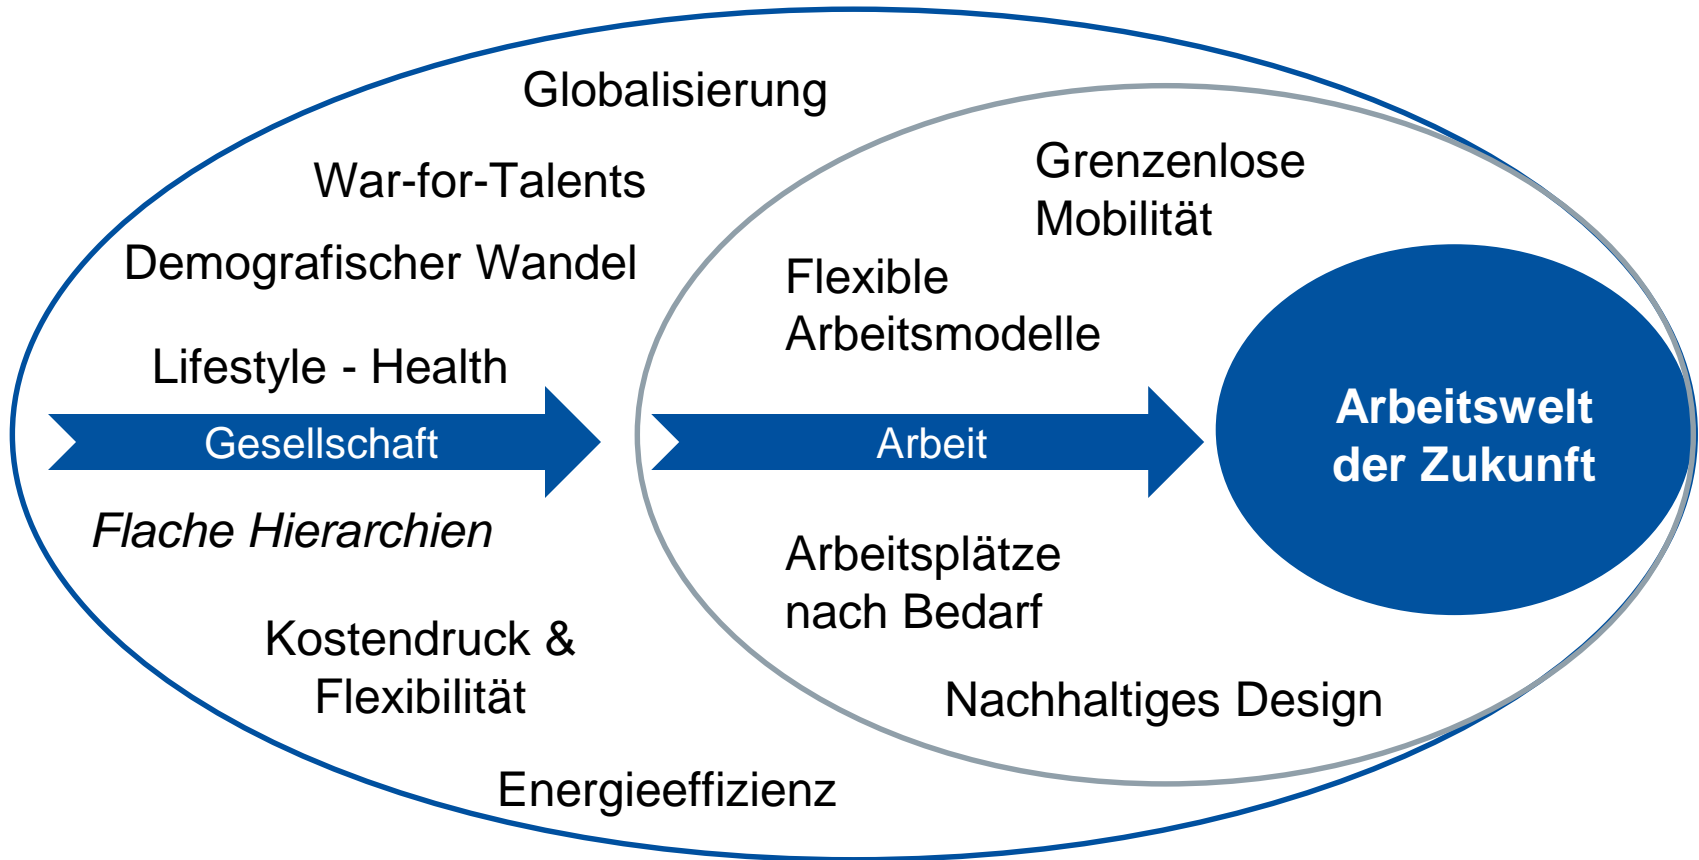 Globalisierung
War-for-Talents
Demografischer Wandel
Lifestyle - Health
Gesellschaft
Flache Hierarchien
Kostendruck &
Flexibilität
Energieeffizienz
Grenzenlose
Mobilität
Flexible
Arbeitsmodelle
Arbeit
Arbeitsplätze
nach Bedarf
Nachhaltiges Design
Arbeitswelt
der Zukunft